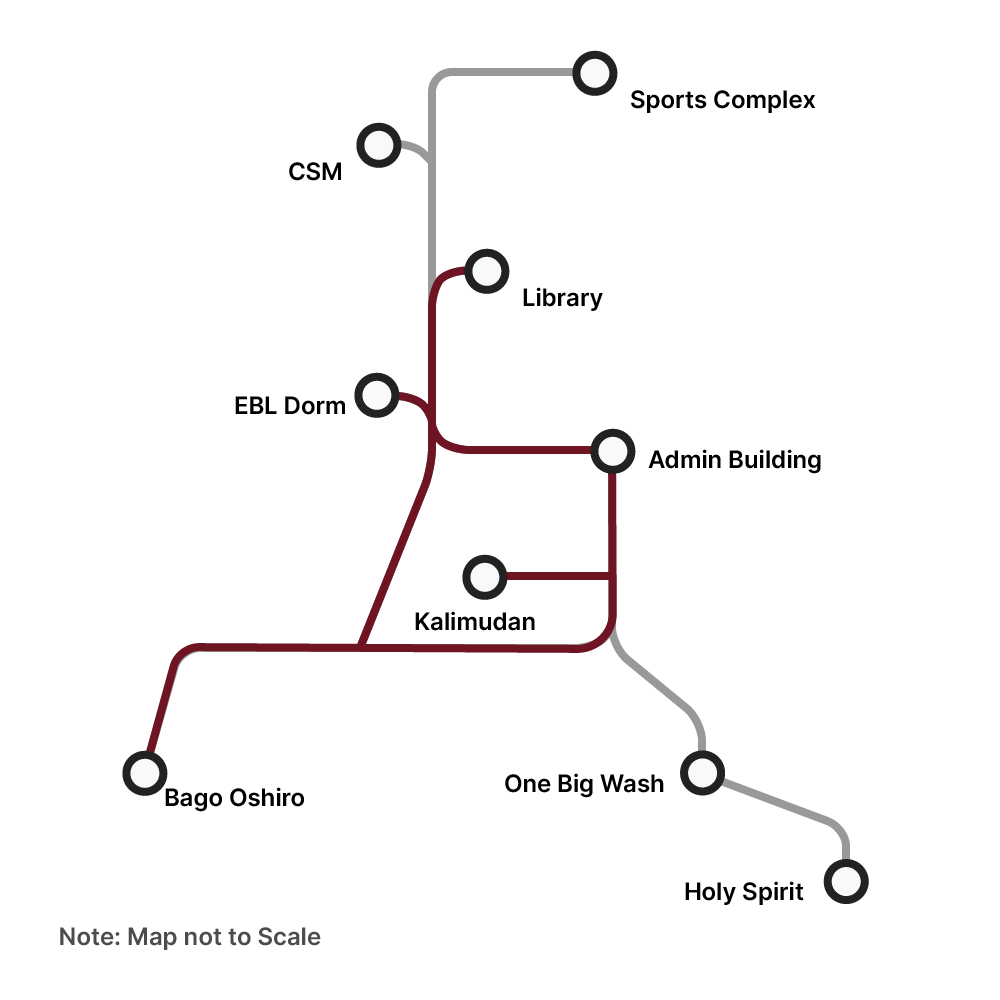 Sports Complex
CSM
Library
EBL Dorm
Admin Building
Kalimudan
One Big Wash
Bago Oshiro
Holy Spirit
Note: Map not to Scale